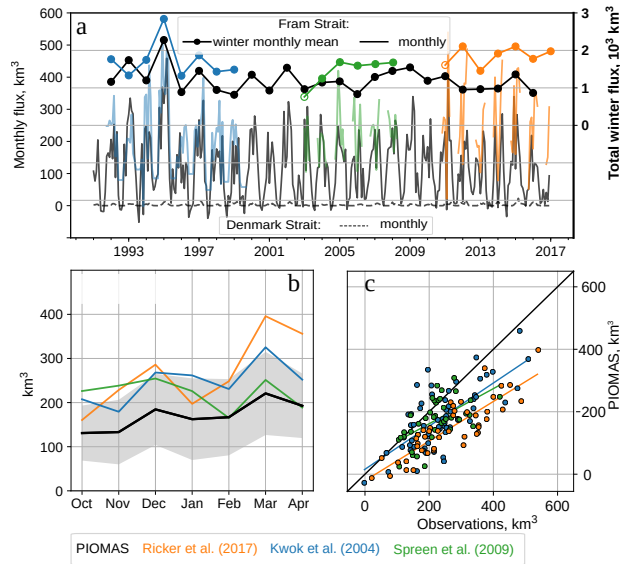 Fram Strait:
winter monthly mean monthly
a
600
500
400
300
200
100
0
Monthly flux, km³
3
2
1
0
Total winter flux, 10³ km³
Denmark Strait: monthly
1993 1997 2001 2005 2009 2013 2017
b
400
300
200
100
0
km³
Oct Nov Dec Jan Feb Mar Apr
c
600
400
200
0
PIOMAS, km³
0 200 400 600
Observations, km³
PIOMAS Ricker et al. (2017) Kwok et al. (2004) Spreen et al. (2009)